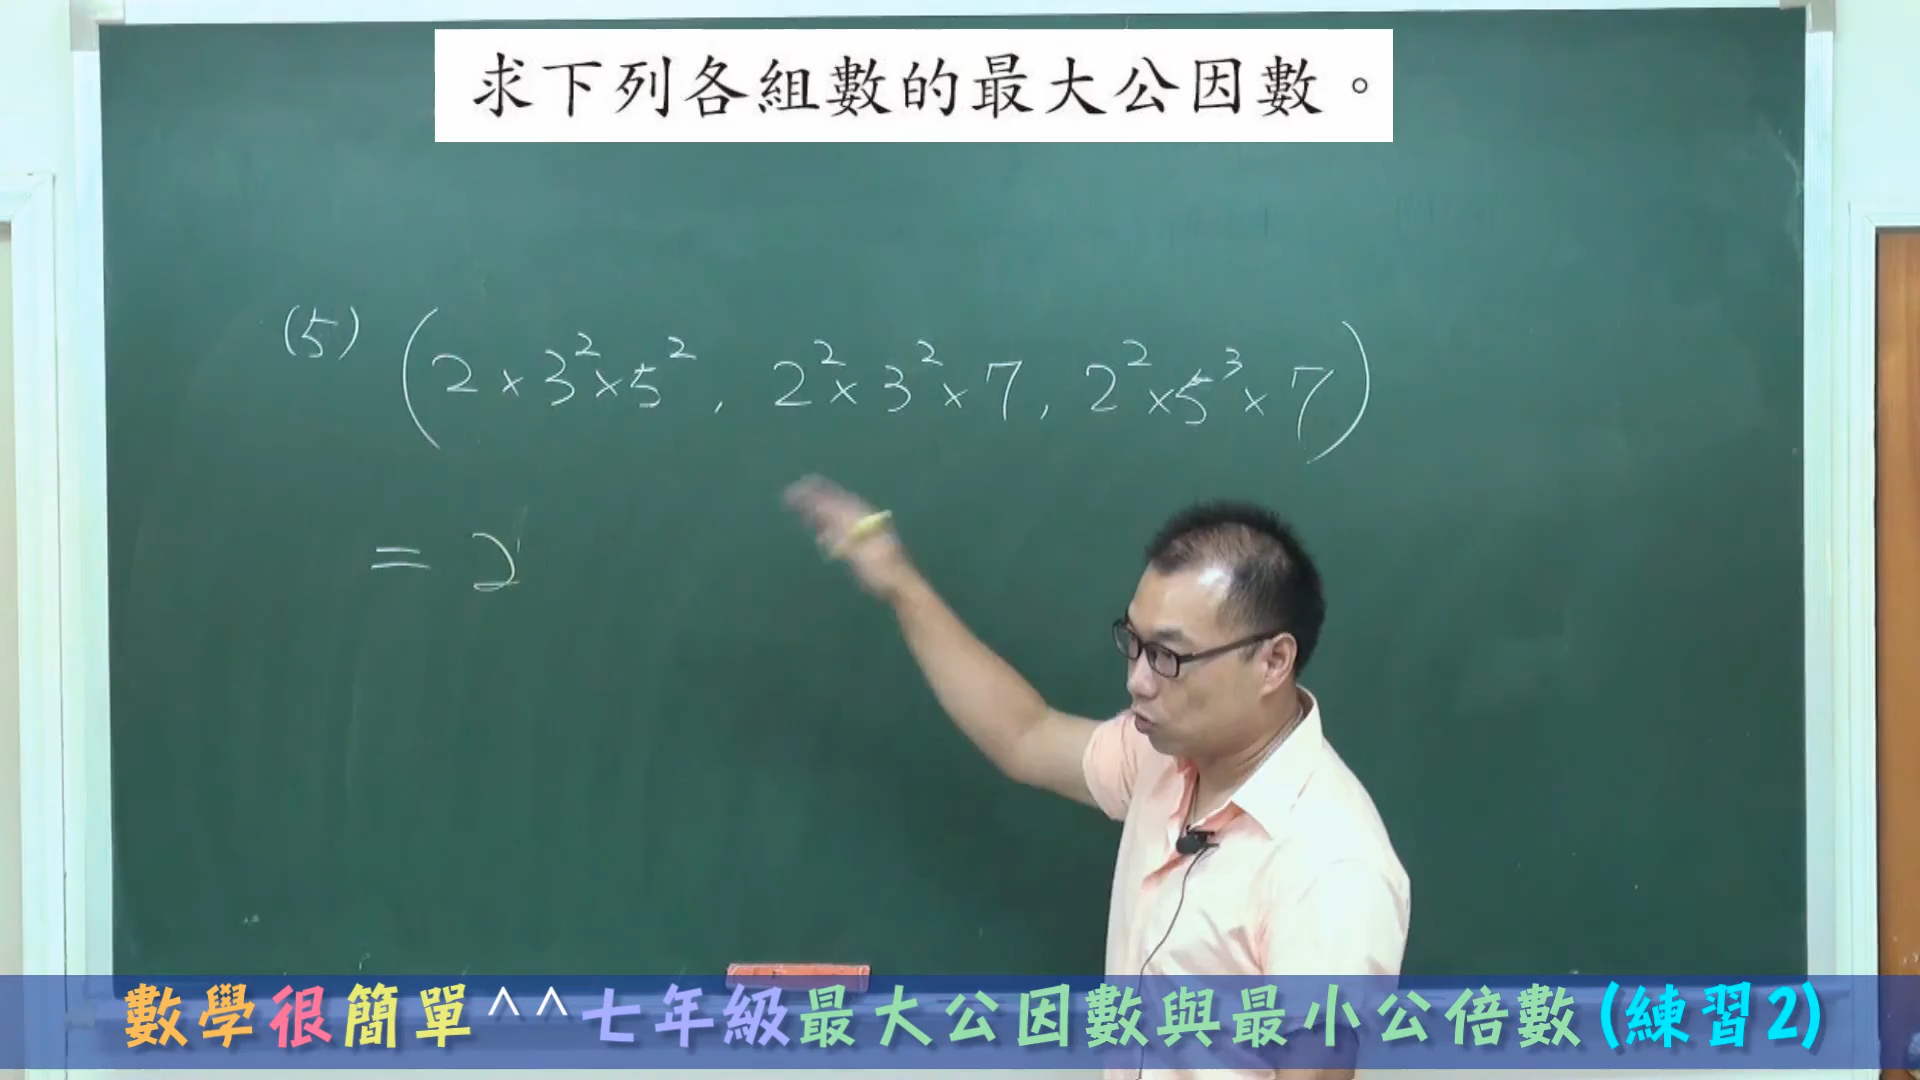 求下列各組數的最大公因數。
(5) (2×3²×5², 2²×3²×7, 2²×5³×7)
= 2¹
數學很簡單^^七年級最大公因數與最小公倍數(練習2)